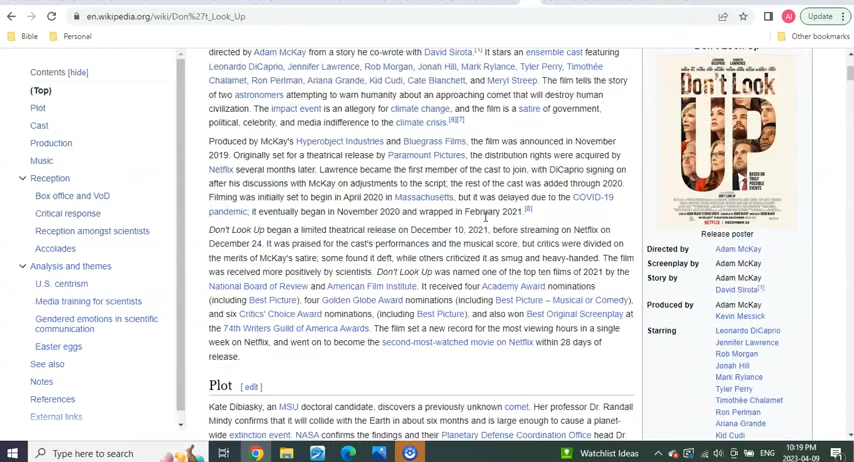 en.wikipedia.org/wiki/Don%27t_Look_Up
AI
Update
Bible
Personal
Other bookmarks
Contents [hide]
(Top)
Plot
Cast
Production
Music
Reception
Box office and VoD
Critical response
Reception amongst scientists
Accolades
Analysis and themes
U.S. centrism
Media training for scientists
Gendered emotions in scientific
communication
Easter eggs
See also
Notes
References
External links
directed by Adam McKay from a story he co-wrote with David Sirota.[1] It stars an ensemble cast featuring
Leonardo DiCaprio, Jennifer Lawrence, Rob Morgan, Jonah Hill, Mark Rylance, Tyler Perry, Timothée
Chalamet, Ron Perlman, Ariana Grande, Kid Cudi, Cate Blanchett, and Meryl Streep. The film tells the story
of two astronomers attempting to warn humanity about an approaching comet that will destroy human
civilization. The impact event is an allegory for climate change, and the film is a satire of government,
political, celebrity, and media indifference to the climate crisis.[6][7]
Produced by McKay's Hyperobject Industries and Bluegrass Films, the film was announced in November
2019. Originally set for a theatrical release by Paramount Pictures, the distribution rights were acquired by
Netflix several months later. Lawrence became the first member of the cast to join, with DiCaprio signing on
after his discussions with McKay on adjustments to the script; the rest of the cast was added through 2020.
Filming was initially set to begin in April 2020 in Massachusetts, but it was delayed due to the COVID-19
pandemic; it eventually began in November 2020 and wrapped in February 2021.[8]
Don't Look Up began a limited theatrical release on December 10, 2021, before streaming on Netflix on
December 24. It was praised for the cast's performances and the musical score, but critics were divided on
the merits of McKay's satire; some found it deft, while others criticized it as smug and heavy-handed. The film
was received more positively by scientists. Don't Look Up was named one of the top ten films of 2021 by the
National Board of Review and American Film Institute. It received four Academy Award nominations
(including Best Picture), four Golden Globe Award nominations (including Best Picture – Musical or Comedy),
and six Critics' Choice Award nominations, (including Best Picture), and also won Best Original Screenplay at
the 74th Writers Guild of America Awards. The film set a new record for the most viewing hours in a single
week on Netflix, and went on to become the second-most-watched movie on Netflix within 28 days of
release.
Plot [ edit ]
Kate Dibiasky, an MSU doctoral candidate, discovers a previously unknown comet. Her professor Dr. Randall
Mindy confirms that it will collide with the Earth in about six months and is large enough to cause a planet-
wide extinction event. NASA confirms the findings and their Planetary Defense Coordination Office head Dr.
Don't Look Up
Don't Look
UP
BASED ON
TRULY
POSSIBLE
EVENTS
NETFLIX
DECEMBER 24
Release poster
Directed by Adam McKay
Screenplay by Adam McKay
Story by Adam McKay
David Sirota[1]
Produced by Adam McKay
Kevin Messick
Starring Leonardo DiCaprio
Jennifer Lawrence
Rob Morgan
Jonah Hill
Mark Rylance
Tyler Perry
Timothée Chalamet
Ron Perlman
Ariana Grande
Kid Cudi
Type here to search
Watchlist Ideas
ENG
10:19 PM
2023-04-09